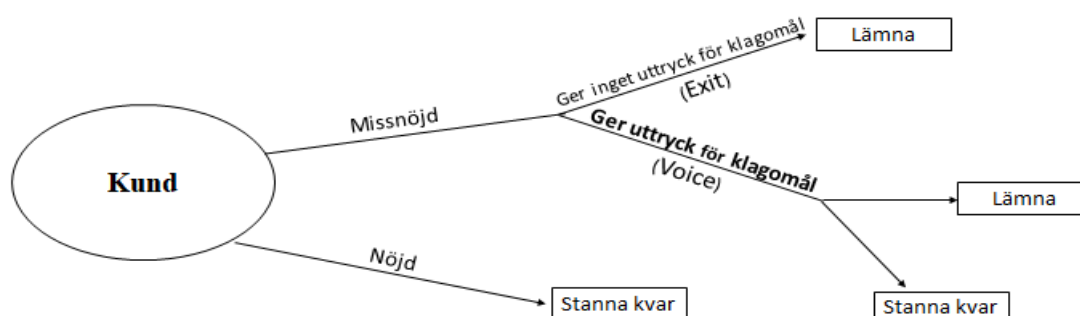 Ger inget uttryck för klagomål
(Exit)
Lämna
Missnöjd
Ger uttryck för klagomål
(Voice)
Kund
Lämna
Nöjd
Stanna kvar
Stanna kvar